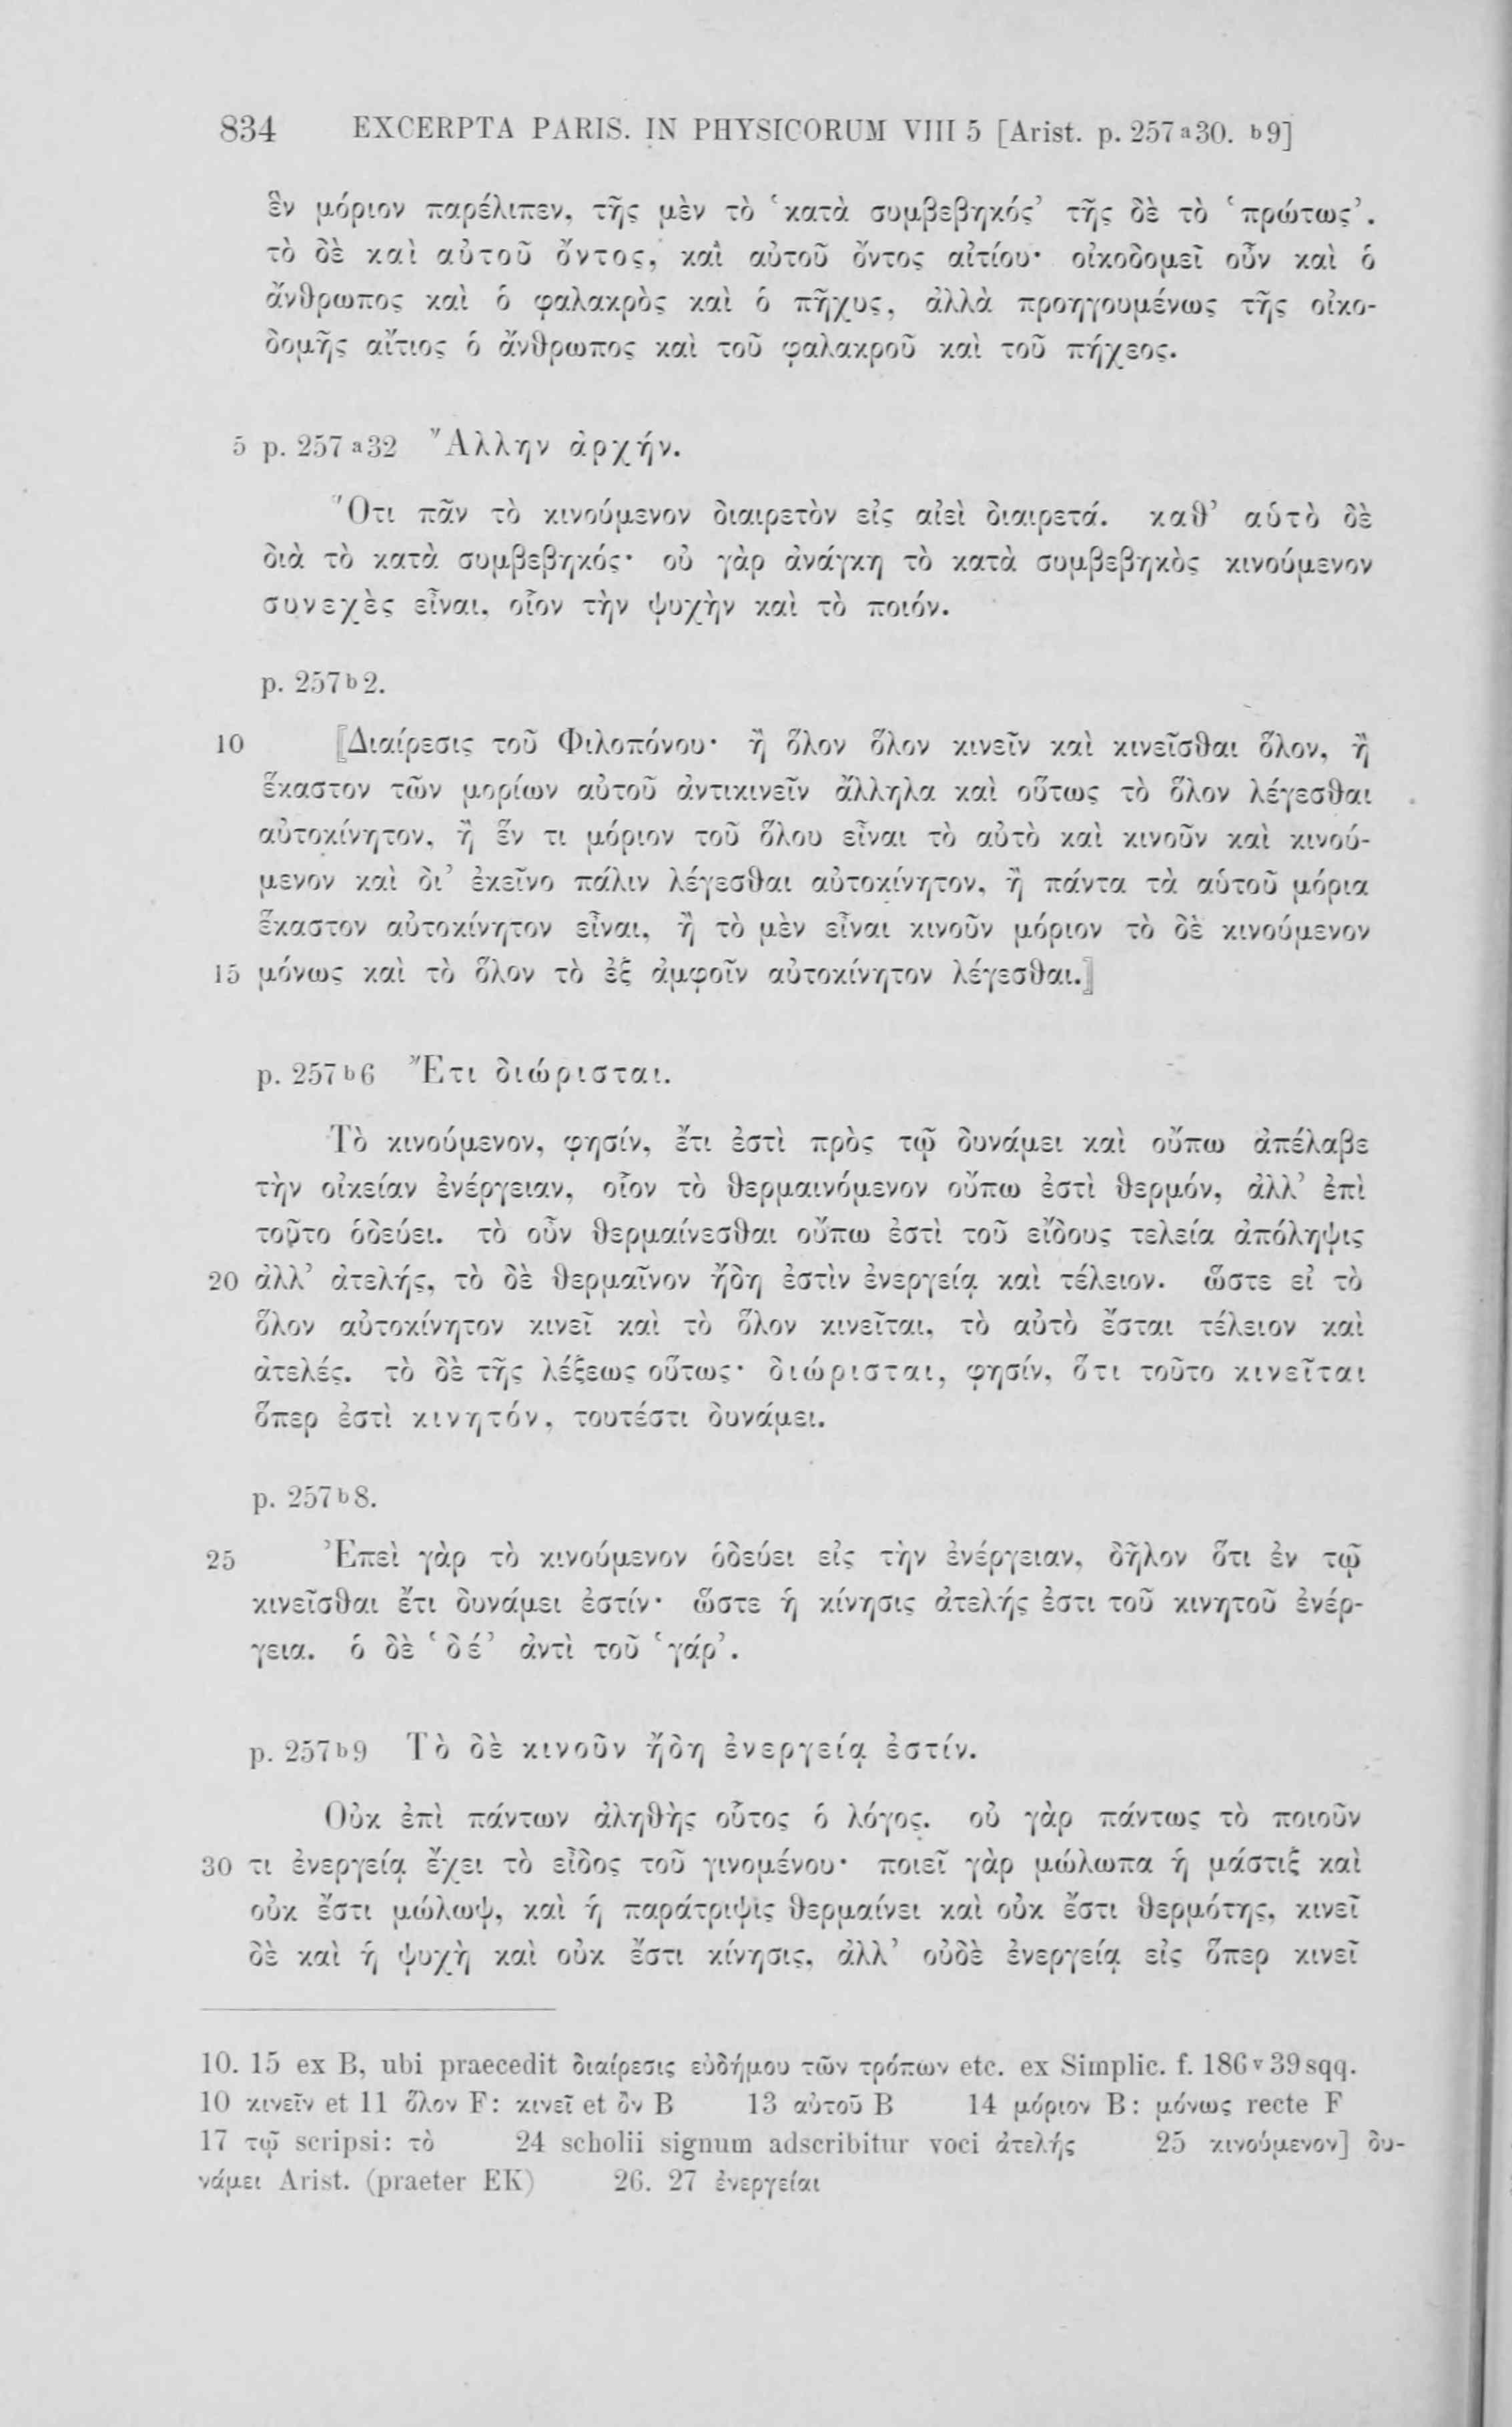 834 EXCERPTA PARIS. IN PHYSICORUM VIII 5 [Arist. p. 257 a 30. b 9]
ἓν μόριον παρέλιπεν, τῆς μὲν τὸ ‘κατὰ συμβεβηκός’ τῆς δὲ τὸ ‘πρώτως’.
τὸ δὲ καὶ αὐτοῦ ὄντος, καὶ αὐτοῦ ὄντος αἰτίου· οἰκοδομεῖ οὖν καὶ ὁ
ἄνθρωπος καὶ ὁ φαλακρὸς καὶ ὁ πῆχυς, ἀλλὰ προηγουμένως τῆς οἰκο-
δομῆς αἴτιος ὁ ἄνθρωπος καὶ τοῦ φαλακροῦ καὶ τοῦ πήχεος.
5 p. 257 a 32 Ἄλλην ἀρχήν.
Ὅτι πᾶν τὸ κινούμενον διαιρετὸν εἰς αἰεὶ διαιρετά. καθ’ αὑτὸ δὲ
διὰ τὸ κατὰ συμβεβηκός· οὐ γὰρ ἀνάγκη τὸ κατὰ συμβεβηκὸς κινούμενον
συνεχὲς εἶναι, οἷον τὴν ψυχὴν καὶ τὸ ποιόν.
p. 257 b 2.
10 [Διαίρεσις τοῦ Φιλοπόνου· ἢ ὅλον ὅλον κινεῖν καὶ κινεῖσθαι ὅλον, ἢ
ἕκαστον τῶν μορίων αὐτοῦ ἀντικινεῖν ἄλληλα καὶ οὕτως τὸ ὅλον λέγεσθαι
αὐτοκίνητον, ἢ ἕν τι μόριον τοῦ ὅλου εἶναι τὸ αὐτὸ καὶ κινοῦν καὶ κινού-
μενον καὶ δι’ ἐκεῖνο πάλιν λέγεσθαι αὐτοκίνητον, ἢ πάντα τὰ αὑτοῦ μόρια
ἕκαστον αὐτοκίνητον εἶναι, ἢ τὸ μὲν εἶναι κινοῦν μόριον τὸ δὲ κινούμενον
15 μόνως καὶ τὸ ὅλον τὸ ἐξ ἀμφοῖν αὐτοκίνητον λέγεσθαι.]
p. 257 b 6 Ἔτι διώρισται.
Τὸ κινούμενον, φησίν, ἔτι ἐστὶ πρὸς τῷ δυνάμει καὶ οὔπω ἀπέλαβε
τὴν οἰκείαν ἐνέργειαν, οἷον τὸ θερμαινόμενον οὔπω ἐστὶ θερμόν, ἀλλ’ ἐπὶ
τοῦτο ὁδεύει. τὸ οὖν θερμαίνεσθαι οὔπω ἐστὶ τοῦ εἴδους τελεία ἀπόληψις
20 ἀλλ’ ἀτελής, τὸ δὲ θερμαῖνον ἤδη ἐστὶν ἐνεργείᾳ καὶ τέλειον. ὥστε εἰ τὸ
ὅλον αὐτοκίνητον κινεῖ καὶ τὸ ὅλον κινεῖται, τὸ αὐτὸ ἔσται τέλειον καὶ
ἀτελές. τὸ δὲ τῆς λέξεως οὕτως· διώρισται, φησίν, ὅτι τοῦτο κινεῖται
ὅπερ ἐστὶ κινητόν, τουτέστι δυνάμει.
p. 257 b 8.
25 Ἐπεὶ γὰρ τὸ κινούμενον ὁδεύει εἰς τὴν ἐνέργειαν, δῆλον ὅτι ἐν τῷ
κινεῖσθαι ἔτι δυνάμει ἐστίν· ὥστε ἡ κίνησις ἀτελής ἐστι τοῦ κινητοῦ ἐνέρ-
γεια. ὁ δὲ ‘δέ’ ἀντὶ τοῦ ‘γάρ’.
p. 257 b 9 Τὸ δὲ κινοῦν ἤδη ἐνεργείᾳ ἐστίν.
Οὐκ ἐπὶ πάντων ἀληθὴς οὗτος ὁ λόγος. οὐ γὰρ πάντως τὸ ποιοῦν
30 τι ἐνεργείᾳ ἔχει τὸ εἶδος τοῦ γινομένου· ποιεῖ γὰρ μώλωπα ἡ μάστιξ καὶ
οὐκ ἔστι μώλωψ, καὶ ἡ παράτριψις θερμαίνει καὶ οὐκ ἔστι θερμότης, κινεῖ
δὲ καὶ ἡ ψυχὴ καὶ οὐκ ἔστι κίνησις, ἀλλ’ οὐδὲ ἐνεργείᾳ εἰς ὅπερ κινεῖ
10. 15 ex B, ubi praecedit διαίρεσις εὐδήμου τῶν τρόπων etc. ex Simplic. f. 186 v 39 sqq.
10 κινεῖν et 11 ὅλον F: κινεῖ et ὂν B 13 αὐτοῦ B 14 μόριον B: μόνως recte F
17 τῷ scripsi: τὸ 24 scholii signum adscribitur voci ἀτελής 25 κινούμενον] δυ-
νάμει Arist. (praeter EK) 26. 27 ἐνεργείαι